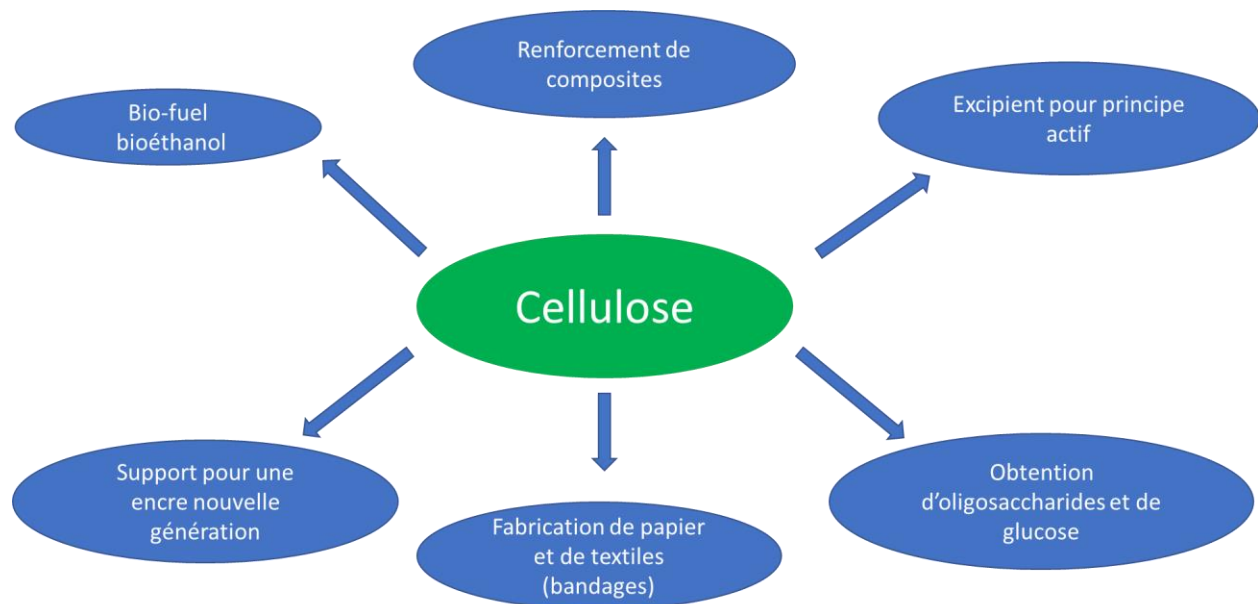 Renforcement de
composites
Bio-fuel
bioéthanol
Excipient pour principe
actif
Cellulose
Support pour une
encre nouvelle
génération
Fabrication de papier
et de textiles
(bandages)
Obtention
d'oligosaccharides et de
glucose